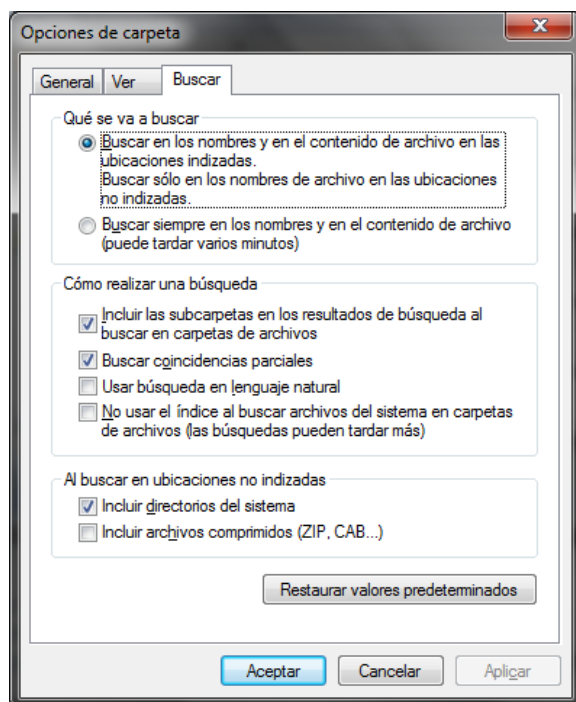 Opciones de carpeta
General Ver Buscar
Qué se va a buscar
Buscar en los nombres y en el contenido de archivo en las
ubicaciones indizadas.
Buscar sólo en los nombres de archivo en las ubicaciones
no indizadas.
Buscar siempre en los nombres y en el contenido de archivo
(puede tardar varios minutos)
Cómo realizar una búsqueda
Incluir las subcarpetas en los resultados de búsqueda al
buscar en carpetas de archivos
Buscar coincidencias parciales
Usar búsqueda en lenguaje natural
No usar el índice al buscar archivos del sistema en carpetas
de archivos (las búsquedas pueden tardar más)
Al buscar en ubicaciones no indizadas
Incluir directorios del sistema
Incluir archivos comprimidos (ZIP, CAB...)
Restaurar valores predeterminados
Aceptar Cancelar Aplicar